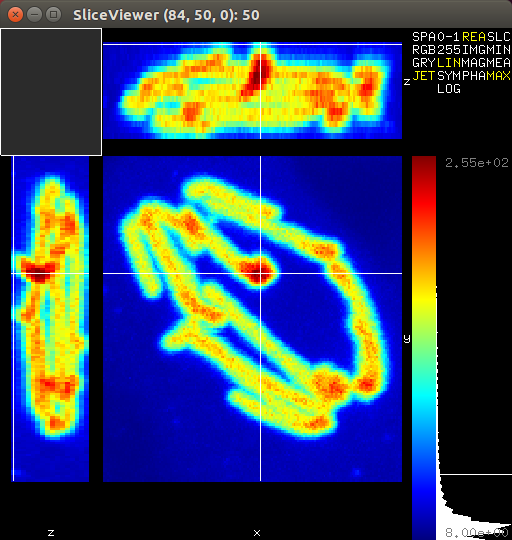 SliceViewer (84, 50, 0): 50
SPA0-1REASLC
RGB255IMGMIN
GRYLINMAGMEA
JETSYMPHAMAX
LOG
z
2.55e+02
y
8.00e+00
z
x